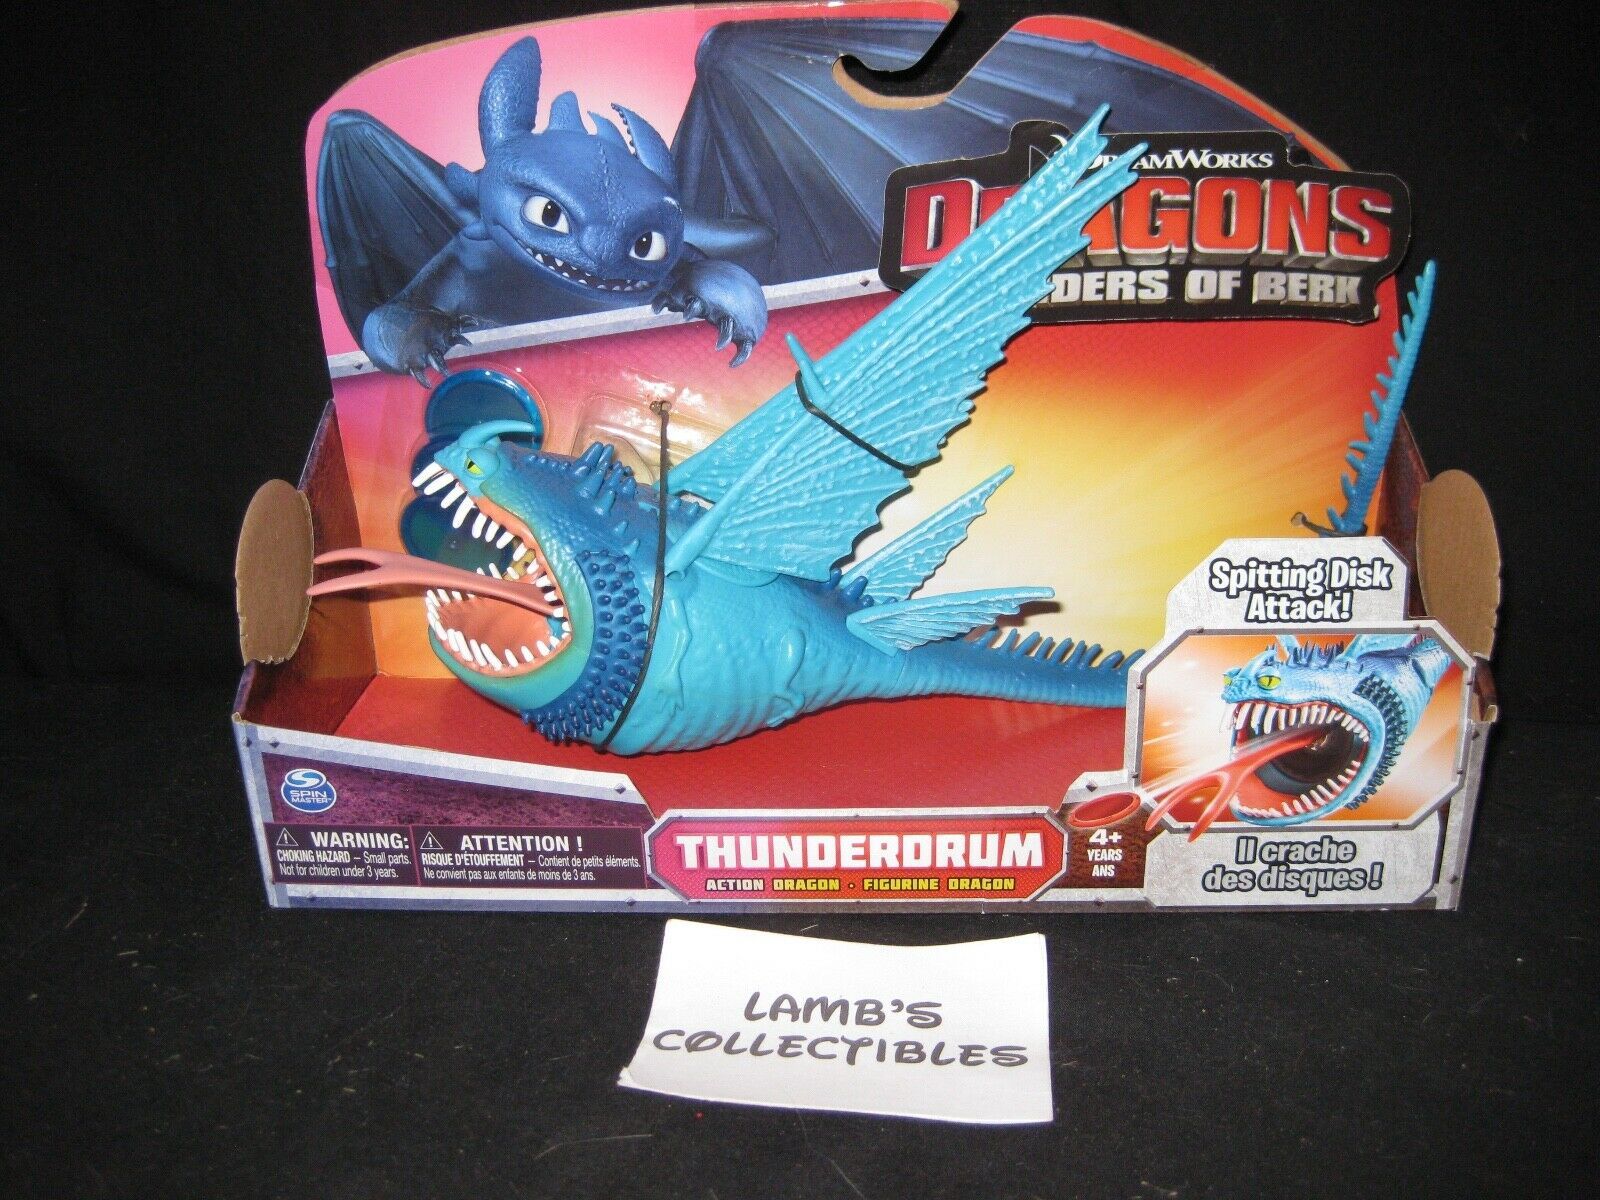 DREAMWORKS
DRAGONS
DERS OF BERK
Spitting Disk
Attack!
SPIN
MASTER™
WARNING:
CHOKING HAZARD – Small parts.
Not for children under 3 years.
ATTENTION !
RISQUE D'ÉTOUFFEMENT – Contient de petits éléments.
Ne convient pas aux enfants de moins de 3 ans.
THUNDERDRUM
ACTION DRAGON • FIGURINE DRAGON
4+
YEARS
ANS
Il crache
des disques !
LAMB'S
COLLECTIBLES